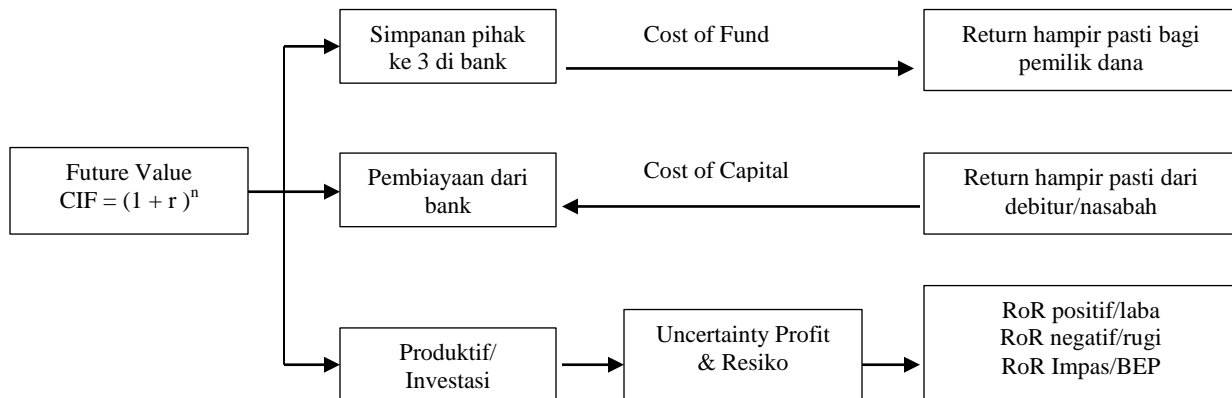 Simpanan pihak
ke 3 di bank
Cost of Fund
Return hampir pasti bagi
pemilik dana
Future Value
CIF = (1 + r )ⁿ
Pembiayaan dari
bank
Cost of Capital
Return hampir pasti dari
debitur/nasabah
Produktif/
Investasi
Uncertainty Profit
& Resiko
RoR positif/laba
RoR negatif/rugi
RoR Impas/BEP